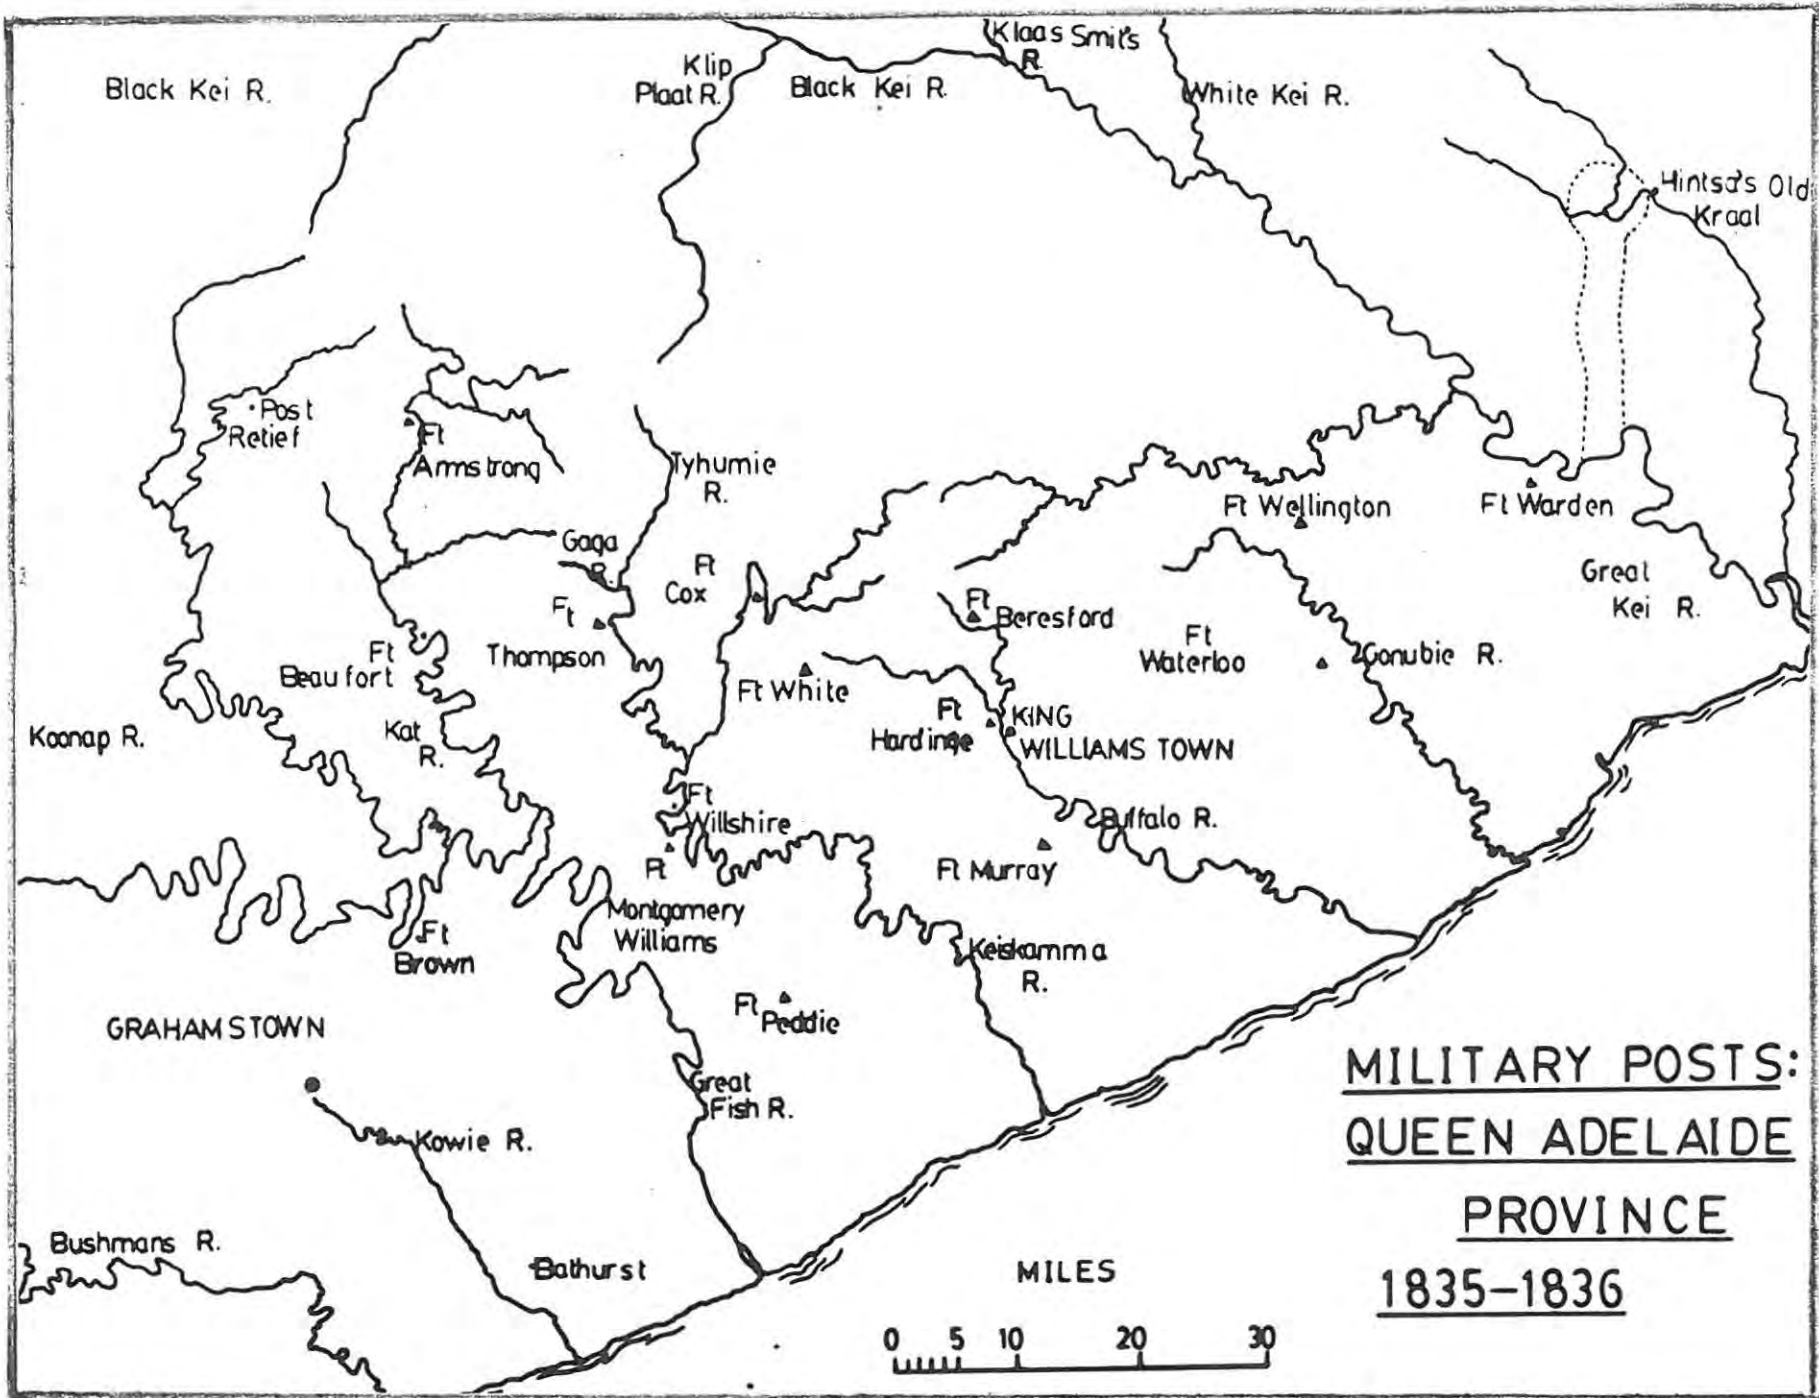 Klaas Smit's
R.
Klip
Plaat R.
Black Kei R.
Black Kei R.
White Kei R.
Hintsa's Old
Kraal
Post
Retief
Ft
Armstrong
Tyhumie
R.
Ft Wellington
Ft Warden
Gaga
R.
Ft
Cox
Great
Kei R.
Ft
Thompson
Ft
Beresford
Ft
Waterloo
Gonubie R.
Ft
Beaufort
Ft White
Ft
Hardinge
KING
WILLIAMS TOWN
Koonap R.
Kat
R.
Ft
Willshire
Buffalo R.
Ft
Montgomery
Williams
Ft Murray
Ft
Brown
Keiskamma
R.
Ft
Peddie
GRAHAMSTOWN
Great
Fish R.
Kowie R.
Bushmans R.
Bathurst
MILES
0 5 10 20 30
MILITARY POSTS:
QUEEN ADELAIDE
PROVINCE
1835-1836